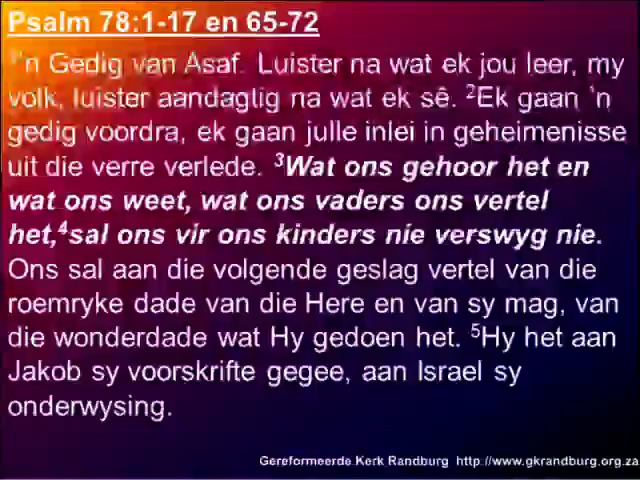 Psalm 78:1-17 en 65-72
1'n Gedig van Asaf. Luister na wat ek jou leer, my
volk, luister aandagtig na wat ek sê. 2Ek gaan 'n
gedig voordra, ek gaan julle inlei in geheimenisse
uit die verre verlede. 3Wat ons gehoor het en
wat ons weet, wat ons vaders ons vertel
het,4sal ons vir ons kinders nie verswyg nie.
Ons sal aan die volgende geslag vertel van die
roemryke dade van die Here en van sy mag, van
die wonderdade wat Hy gedoen het. 5Hy het aan
Jakob sy voorskrifte gegee, aan Israel sy
onderwysing.
Gereformeerde Kerk Randburg http://www.gkrandburg.org.za